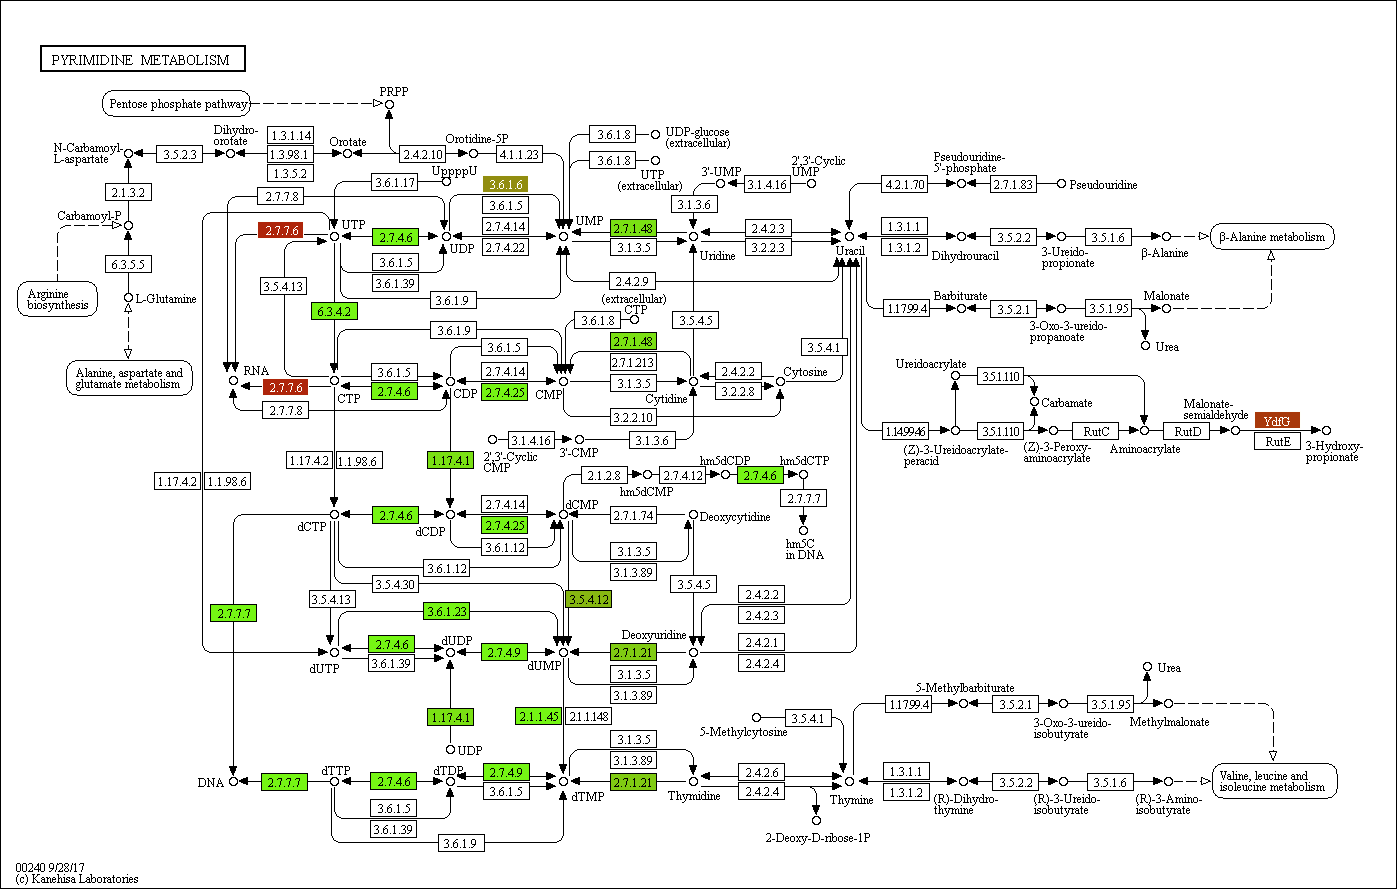 PYRIMIDINE METABOLISM
Pentose phosphate pathway
PRPP
N-Carbamoyl-
L-aspartate
3.5.2.3
Dihydro-
orotate
1.3.1.14
1.3.98.1
1.3.5.2
Orotate
2.4.2.10
Orotidine-5P
4.1.1.23
3.6.1.8
UDP-glucose
(extracellular)
3.6.1.8
UTP
(extracellular)
3'-UMP
3.1.4.16
2',3'-Cyclic
UMP
3.1.3.6
Pseudouridine-
5'-phosphate
4.2.1.70
2.7.1.83
Pseudouridine
2.1.3.2
Carbamoyl-P
6.3.5.5
L-Glutamine
Arginine
biosynthesis
Alanine, aspartate and
glutamate metabolism
2.7.7.8
3.6.1.17
UppppU
3.6.1.6
3.6.1.5
2.7.4.14
2.7.4.22
2.7.7.6
UTP
2.7.4.6
UDP
3.6.1.5
3.6.1.39
3.6.1.9
UMP
2.7.1.48
3.1.3.5
Uridine
2.4.2.3
3.2.2.3
Uracil
2.4.2.9
1.3.1.1
1.3.1.2
Dihydrouracil
3.5.2.2
3-Ureido-
propionate
3.5.1.6
β-Alanine
β-Alanine metabolism
3.5.4.13
6.3.4.2
3.6.1.9
3.6.1.8
(extracellular)
CTP
3.5.4.5
3.5.4.1
1.1.99.4
Barbiturate
3.5.2.1
3-Oxo-3-ureido-
propanoate
3.5.1.95
Malonate
Urea
RNA
2.7.7.6
CTP
3.6.1.5
2.7.4.6
CDP
3.6.1.5
2.7.4.14
2.7.4.25
CMP
2.7.1.48
2.7.1.213
3.1.3.5
Cytidine
2.4.2.2
3.2.2.8
Cytosine
2.7.7.8
3.2.2.10
Ureidoacrylate
3.5.1.110
Carbamate
1.14.99.46
(Z)-3-Ureidoacrylate-
peracid
3.5.1.110
(Z)-3-Peroxy-
aminoacrylate
RutC
Aminoacrylate
RutD
Malonate-
semialdehyde
YdfG
RutE
3-Hydroxy-
propionate
2',3'-Cyclic
CMP
3.1.4.16
3'-CMP
3.1.3.6
1.17.4.2
1.1.98.6
1.17.4.2
1.1.98.6
1.17.4.1
2.1.2.8
hm5dCMP
2.7.4.12
hm5dCDP
2.7.4.6
hm5dCTP
2.7.7.7
hm5C
in DNA
dCTP
2.7.4.6
dCDP
2.7.4.14
2.7.4.25
3.6.1.12
dCMP
2.7.1.74
Deoxycytidine
3.1.3.5
3.1.3.89
3.6.1.12
3.5.4.30
3.5.4.5
3.5.4.13
3.6.1.23
3.5.4.12
2.7.7.7
2.4.2.2
2.4.2.3
2.4.2.1
2.4.2.4
dUTP
2.7.4.6
3.6.1.39
dUDP
2.7.4.9
dUMP
Deoxyuridine
2.7.1.21
3.1.3.5
3.1.3.89
1.17.4.1
UDP
2.1.1.45
2.1.1.148
5-Methylcytosine
3.5.4.1
1.1.99.4
5-Methylbarbiturate
3.5.2.1
3-Oxo-3-ureido-
isobutyrate
3.5.1.95
Urea
Methylmalonate
DNA
2.7.7.7
dTTP
2.7.4.6
dTDP
2.7.4.9
3.6.1.5
dTMP
3.1.3.5
3.1.3.89
2.7.1.21
Thymidine
2.4.2.6
2.4.2.4
Thymine
2-Deoxy-D-ribose-1P
1.3.1.1
1.3.1.2
(R)-Dihydro-
thymine
3.5.2.2
(R)-3-Ureido-
isobutyrate
3.5.1.6
(R)-3-Amino-
isobutyrate
Valine, leucine and
isoleucine metabolism
3.6.1.5
3.6.1.39
3.6.1.9
00240 9/28/17
(c) Kanehisa Laboratories